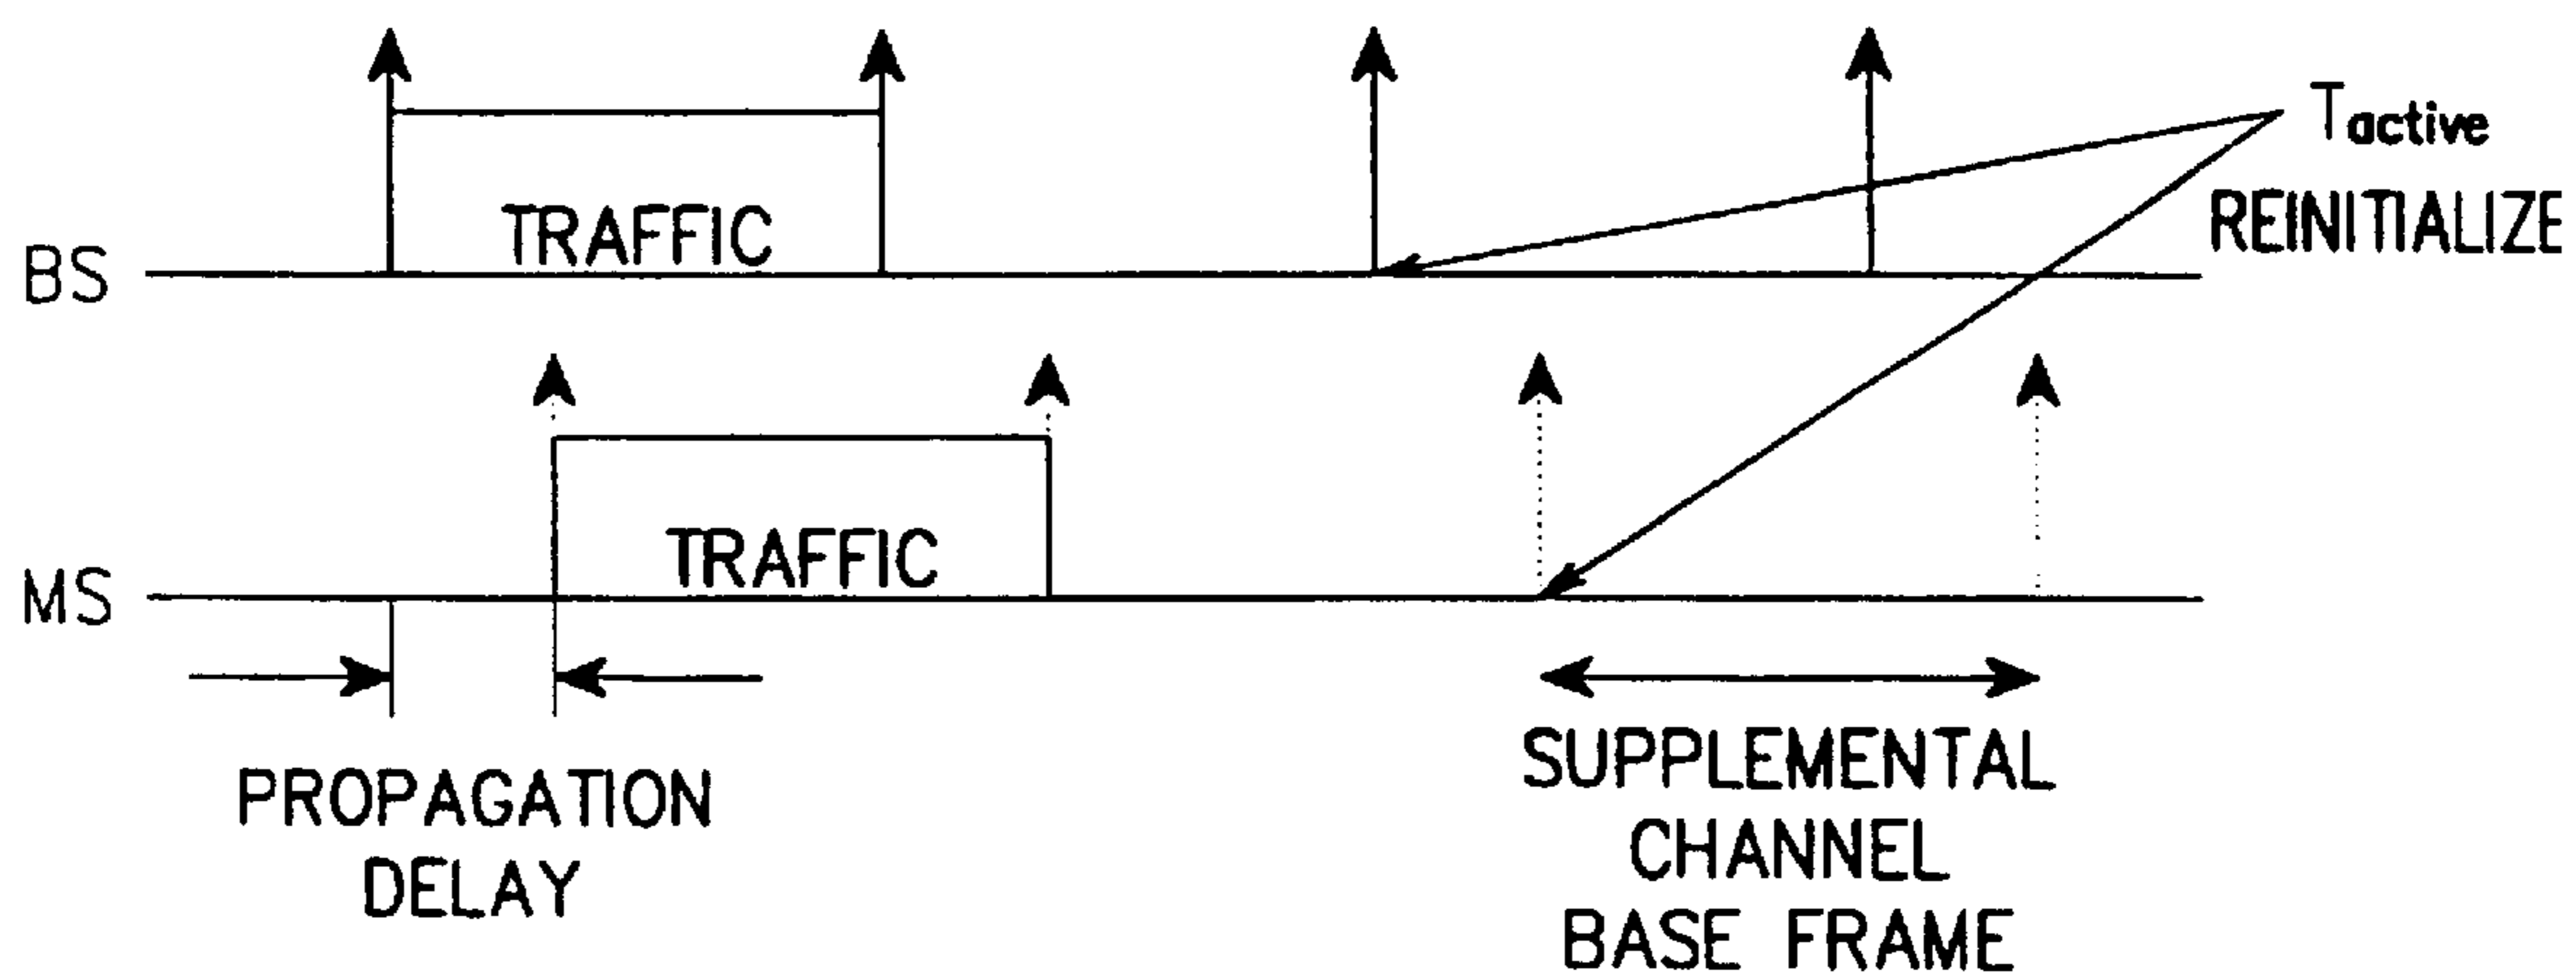 Tactive
REINITIALIZE
BS
TRAFFIC
MS
TRAFFIC
PROPAGATION
DELAY
SUPPLEMENTAL
CHANNEL
BASE FRAME